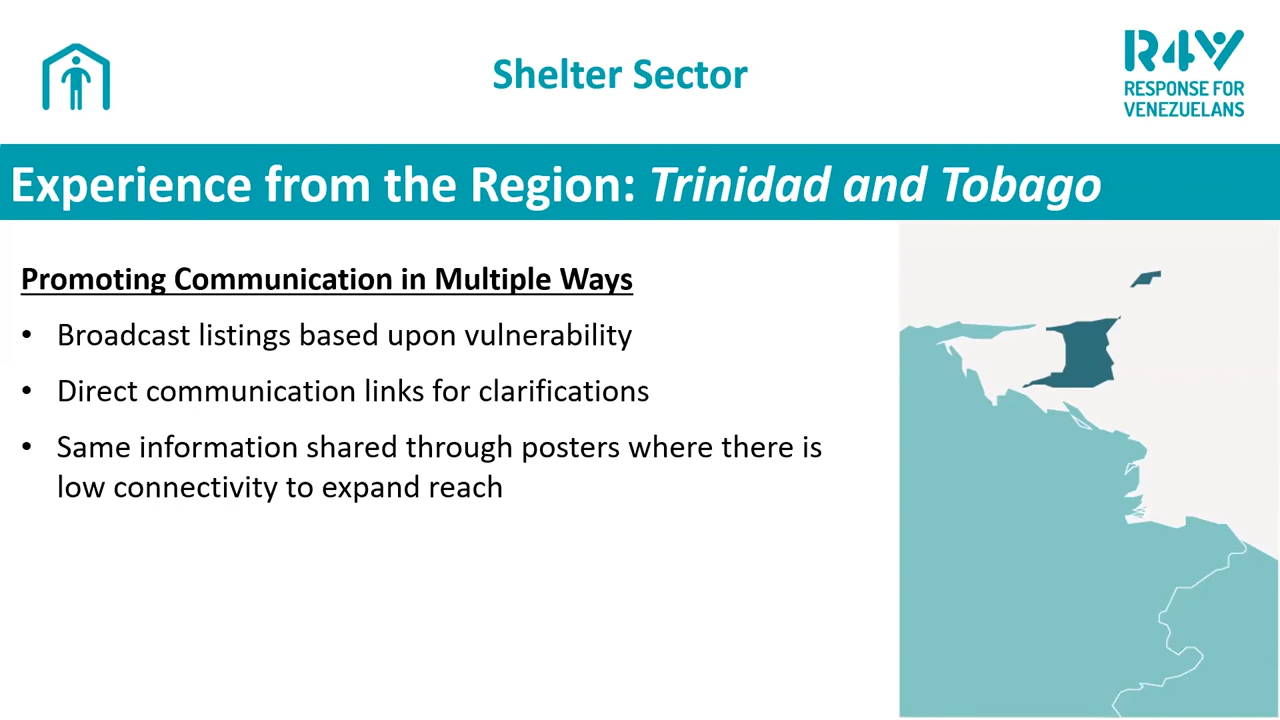 Shelter Sector
R4V
RESPONSE FOR
VENEZUELANS
Experience from the Region: Trinidad and Tobago
Promoting Communication in Multiple Ways
• Broadcast listings based upon vulnerability
• Direct communication links for clarifications
• Same information shared through posters where there is
low connectivity to expand reach